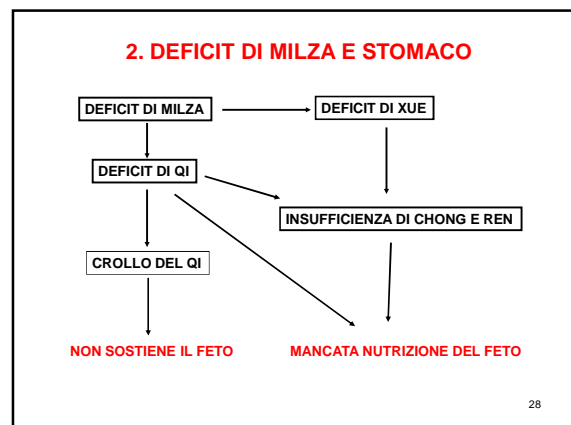 2. DEFICIT DI MILZA E STOMACO
DEFICIT DI MILZA
DEFICIT DI XUE
DEFICIT DI QI
INSUFFICIENZA DI CHONG E REN
CROLLO DEL QI
NON SOSTIENE IL FETO
MANCATA NUTRIZIONE DEL FETO
28